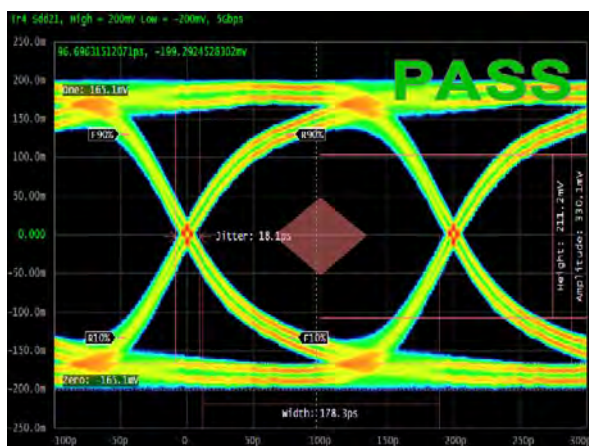 Tr4 Sdd21, High = 200mV Low = -200mV, 5Gbps
250.0m
96.69631512071ps, -199.2924528302mv
PASS
200.0m
One: 165.1mV
150.0m
F90%
R90%
100.0m
50.00m
0.000
Jitter: 18.1ps
Height: 211.2mV
Amplitude: 330.1mV
-50.00m
-100.0m
R10%
F10%
-150.0m
Zero: -165.1mV
-200.0m
Width: 178.3ps
-250.0m
-100p
-50p
0
50p
100p
150p
200p
250p
300p